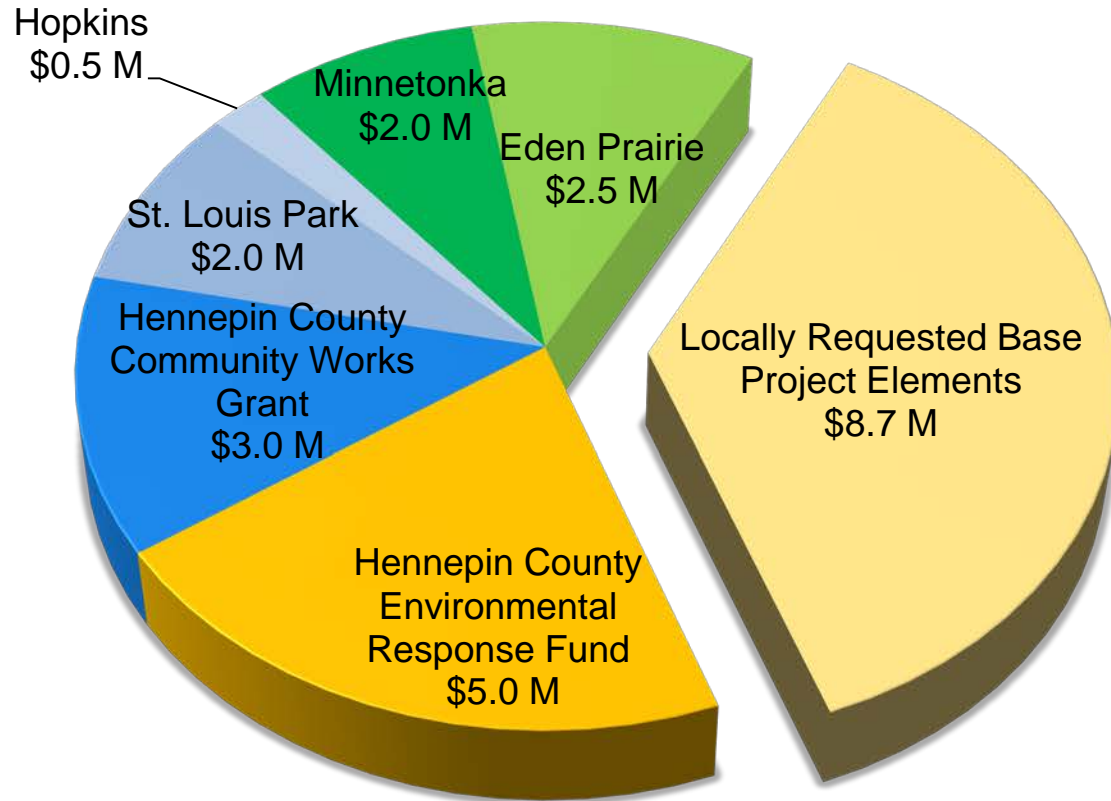 Hopkins
$0.5 M
Minnetonka
$2.0 M
Eden Prairie
$2.5 M
St. Louis Park
$2.0 M
Hennepin County
Community Works
Grant
$3.0 M
Locally Requested Base
Project Elements
$8.7 M
Hennepin County
Environmental
Response Fund
$5.0 M